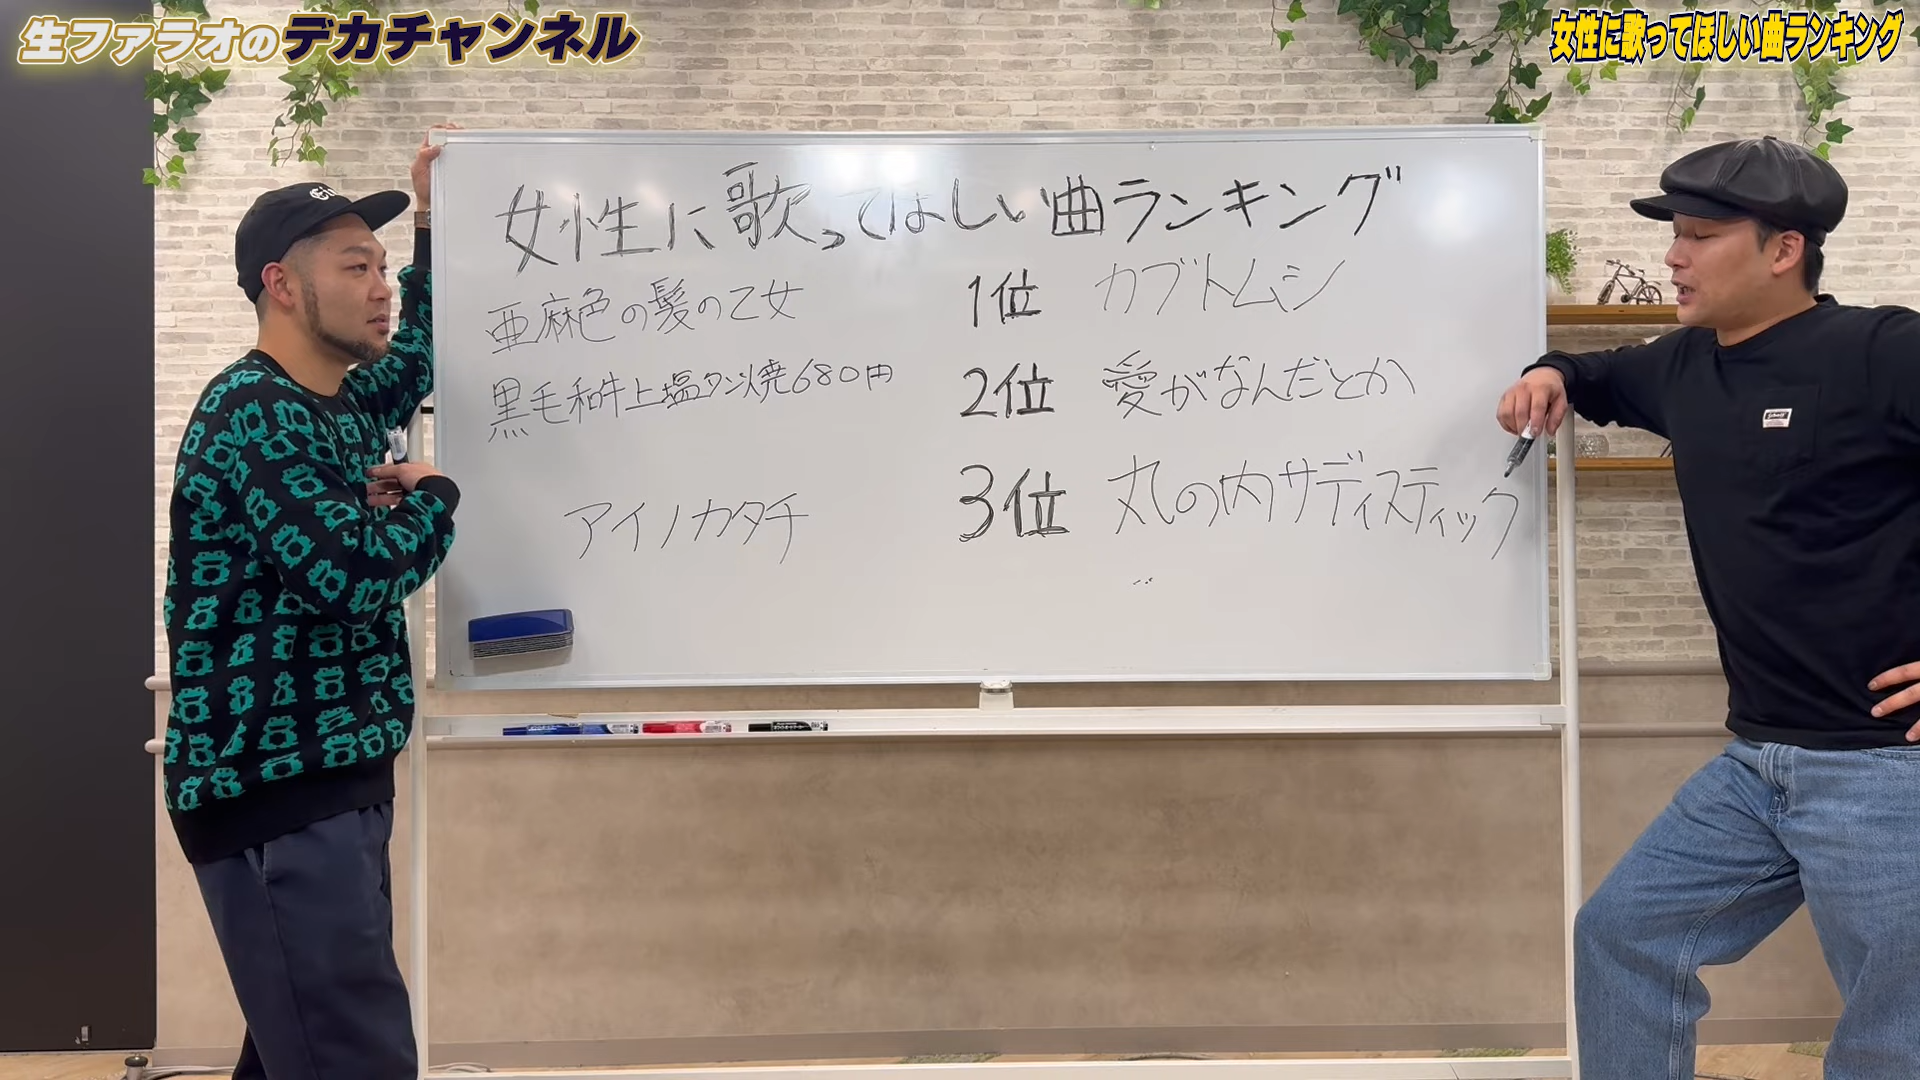 生ファラオのデカチャンネル
女性に歌ってほしい曲ランキング
女性に歌ってほしい曲ランキング
亜麻色の髪の乙女
黒毛和牛上塩タン焼680円
アイノカタチ
1位 カブトムシ
2位 愛がなんだとか
3位 丸の内サディスティック